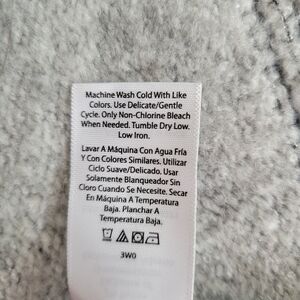 Machine Wash Cold With Like
Colors. Use Delicate/Gentle
Cycle. Only Non-Chlorine Bleach
When Needed. Tumble Dry Low.
Low Iron.
Lavar A Máquina Con Agua Fría
Y Con Colores Similares. Utilizar
Ciclo Suave/Delicado. Usar
Solamente Blanqueador Sin
Cloro Cuando Se Necesite. Secar
En Máquina A Temperatura
Baja. Planchar A
Temperatura Baja.
3W0